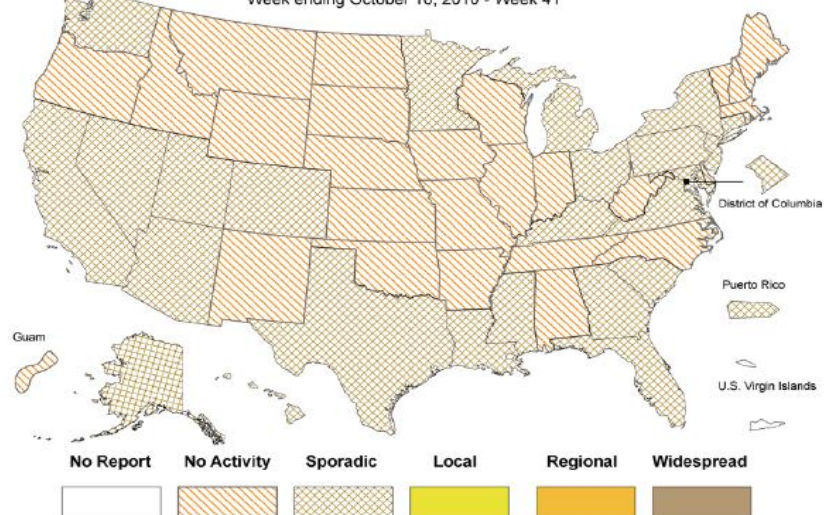 Week ending October 16, 2010 - Week 41
District of Columbia
Puerto Rico
Guam
U.S. Virgin Islands
No Report No Activity Sporadic Local Regional Widespread